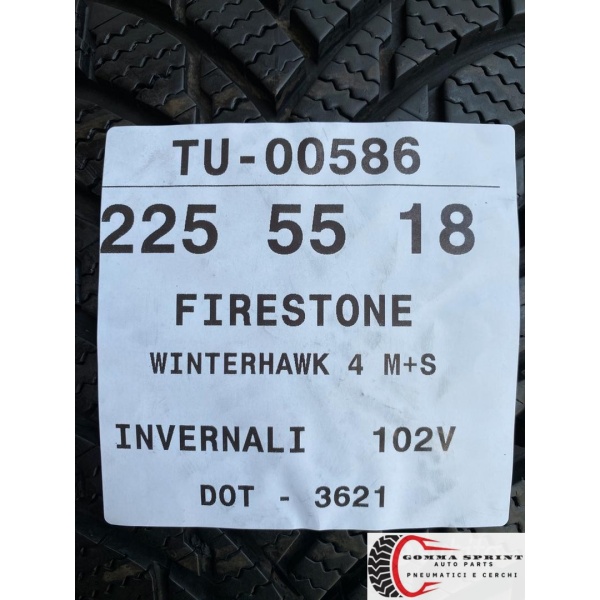 TU-00586
225 55 18
FIRESTONE
WINTERHAWK 4 M+S
INVERNALI 102V
DOT - 3621
GOMMA SPRINT
AUTO PARTS
PNEUMATICI E CERCHI